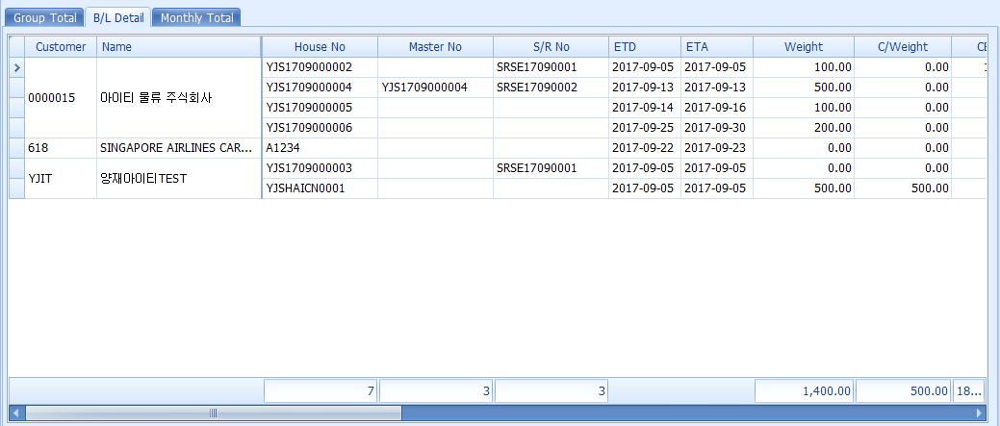 Group Total B/L Detail Monthly Total
Customer Name House No Master No S/R No ETD ETA Weight C/Weight
YJS1709000002 SRSE17090001 2017-09-05 2017-09-05 100.00 0.00
0000015 아이티 물류 주식회사 YJS1709000004 YJS1709000004 SRSE17090002 2017-09-13 2017-09-13 500.00 0.00
YJS1709000005 2017-09-14 2017-09-16 100.00 0.00
YJS1709000006 2017-09-25 2017-09-30 200.00 0.00
618 SINGAPORE AIRLINES CAR... A1234 2017-09-22 2017-09-23 0.00 0.00
YJIT 양재아이티TEST YJS1709000003 SRSE17090001 2017-09-05 2017-09-05 0.00 0.00
YJSHAICN0001 2017-09-05 2017-09-05 500.00 500.00
7 3 3 1,400.00 500.00 18...